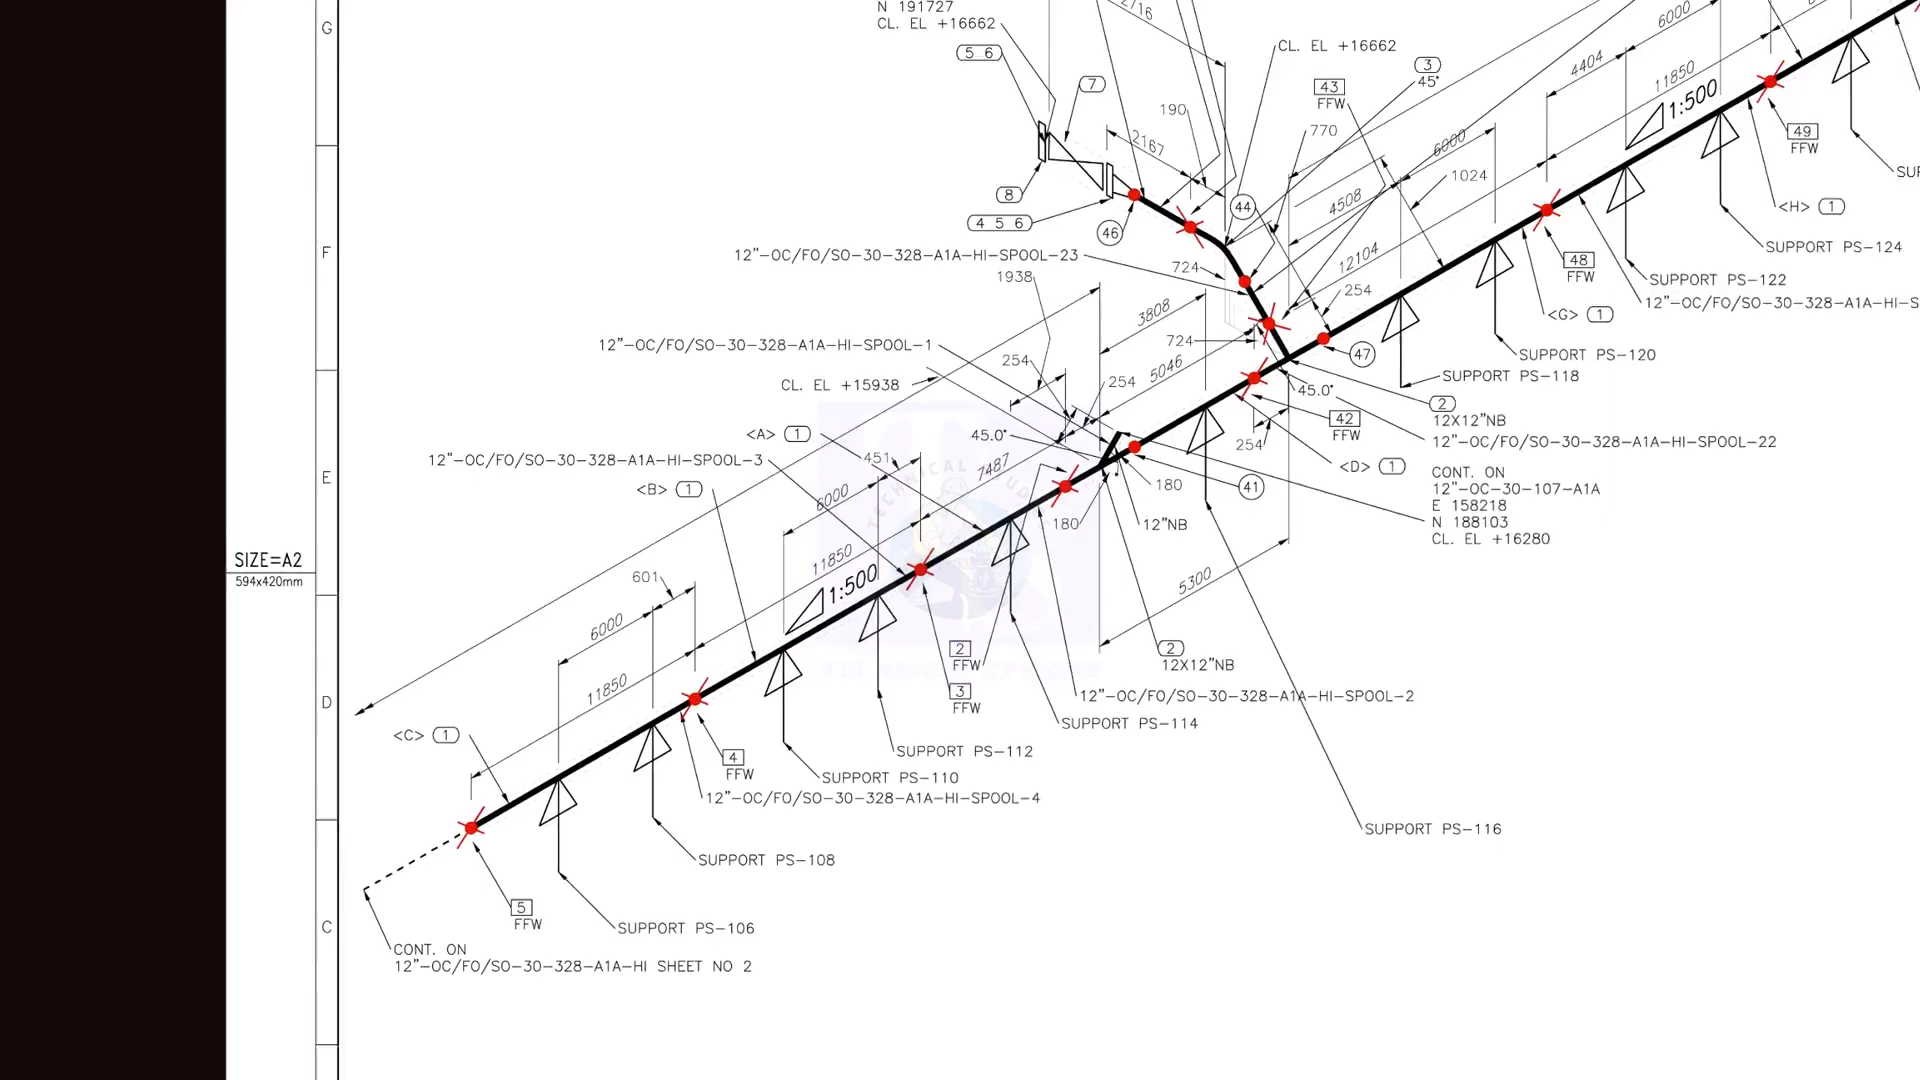 G
N 191727
CL. EL +16662
2716
5 6
7
CL. EL +16662
3
45°
43
FFW
190
770
2167
6000
4404
11850
1:500
6000
49
FFW
8
4 5 6
46
44
4508
1024
<H> 1
SUPPORT PS-124
F
12"-OC/FO/SO-30-328-A1A-HI-SPOOL-23
724
12104
254
48
FFW
SUPPORT PS-122
12"-OC/FO/SO-30-328-A1A-HI-S
<G> 1
1938
3808
12"-OC/FO/SO-30-328-A1A-HI-SPOOL-1
724
47
SUPPORT PS-120
254
5046
SUPPORT PS-118
CL. EL +15938
254
45.0°
2
12X12"NB
42
FFW
12"-OC/FO/SO-30-328-A1A-HI-SPOOL-22
<A> 1
45.0°
254
12"-OC/FO/SO-30-328-A1A-HI-SPOOL-3
451
7487
<D> 1
CONT. ON
12"-OC-30-107-A1A
E 158218
N 188103
CL. EL +16280
E
<B> 1
6000
180
41
180
12"NB
SIZE=A2
594x420mm
11850
1:500
601
5300
6000
2
FFW
2
12X12"NB
3
FFW
12"-OC/FO/SO-30-328-A1A-HI-SPOOL-2
11850
D
SUPPORT PS-114
<C> 1
SUPPORT PS-112
4
FFW
SUPPORT PS-110
12"-OC/FO/SO-30-328-A1A-HI-SPOOL-4
SUPPORT PS-116
SUPPORT PS-108
5
FFW
SUPPORT PS-106
C
CONT. ON
12"-OC/FO/SO-30-328-A1A-HI SHEET NO 2